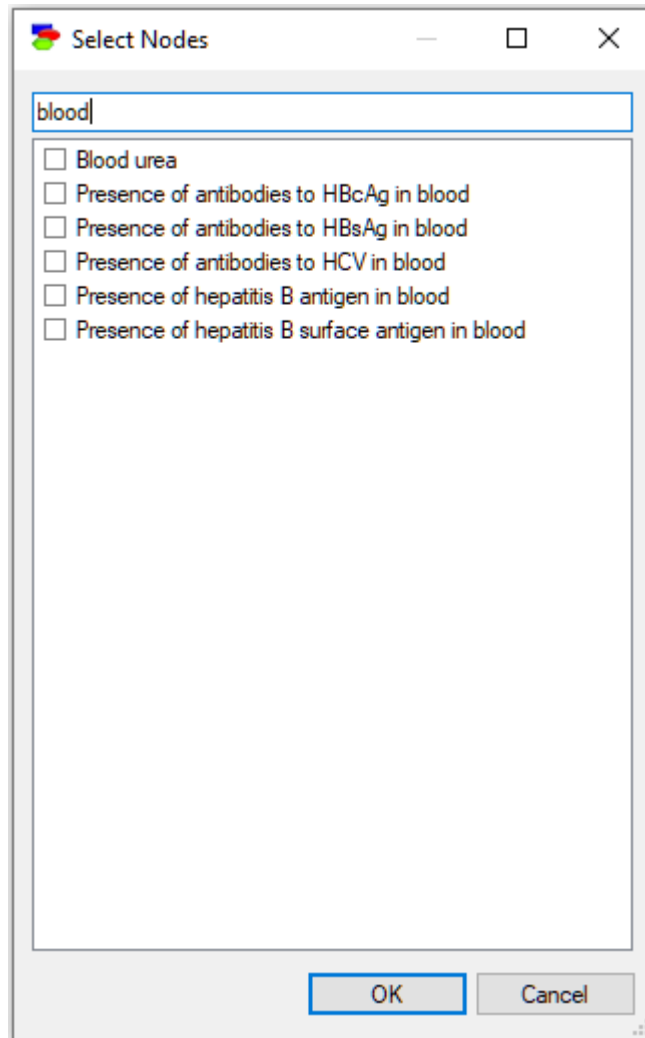 Select Nodes
blood
Blood urea
Presence of antibodies to HBcAg in blood
Presence of antibodies to HBsAg in blood
Presence of antibodies to HCV in blood
Presence of hepatitis B antigen in blood
Presence of hepatitis B surface antigen in blood
OK Cancel